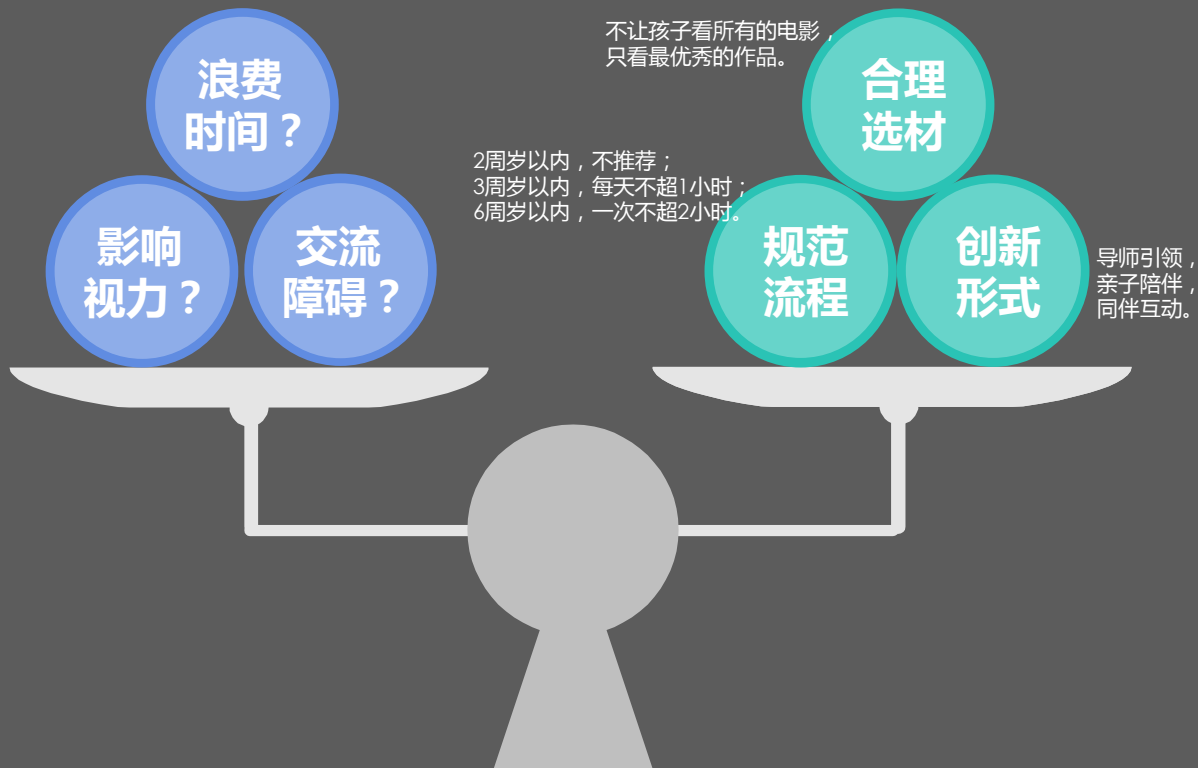 浪费
时间？
影响
视力？
交流
障碍？
不让孩子看所有的电影，
只看最优秀的作品。
合理
选材
2周岁以内，不推荐；
3周岁以内，每天不超1小时；
6周岁以内，一次不超2小时。
规范
流程
创新
形式
导师引领，
亲子陪伴，
同伴互动。